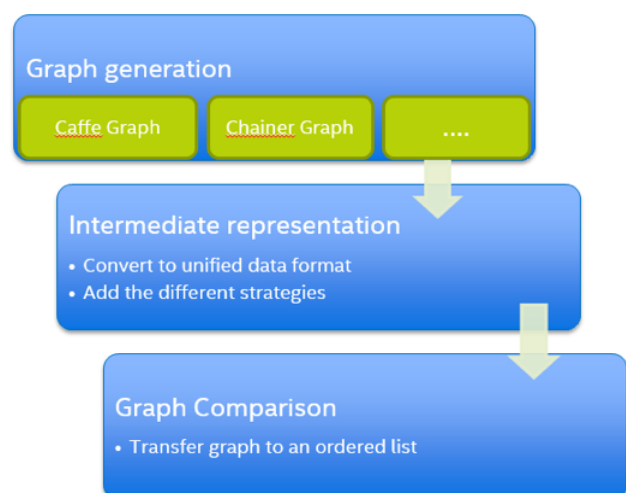 Graph generation
Caffe Graph
Chainer Graph
....
Intermediate representation
• Convert to unified data format
• Add the different strategies
Graph Comparison
• Transfer graph to an ordered list